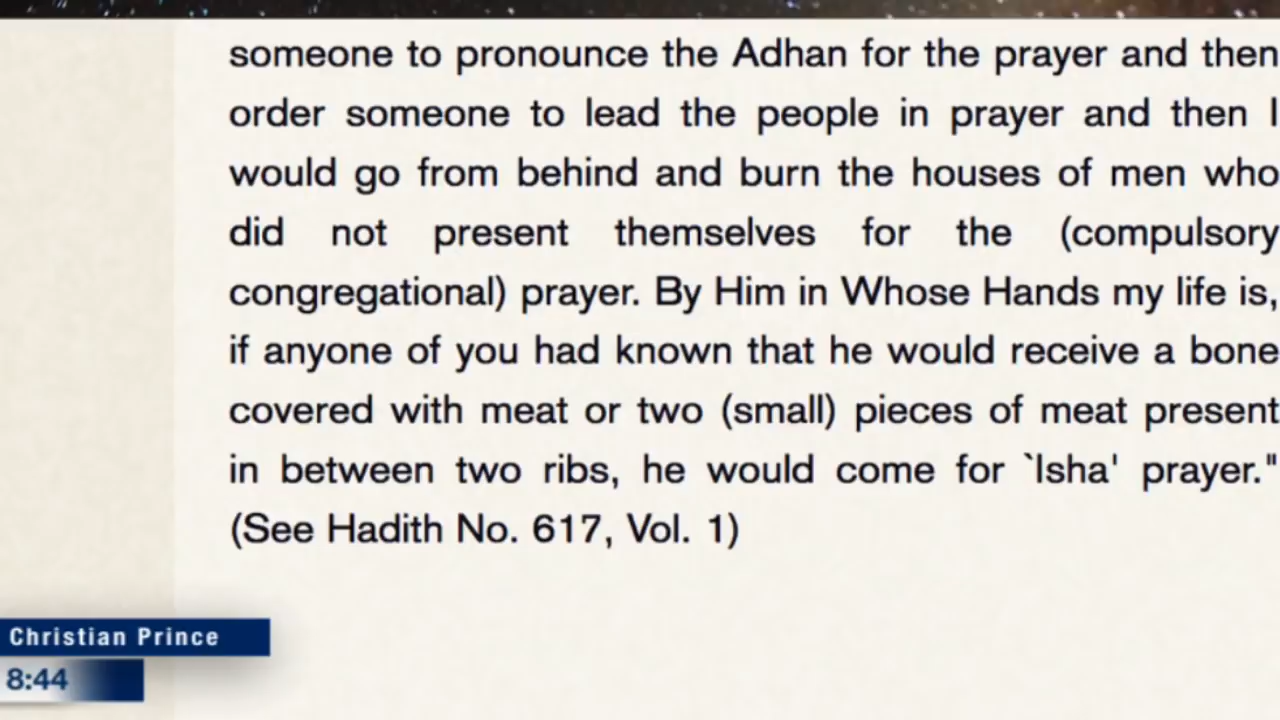 someone to pronounce the Adhan for the prayer and then
order someone to lead the people in prayer and then I
would go from behind and burn the houses of men who
did not present themselves for the (compulsory
congregational) prayer. By Him in Whose Hands my life is,
if anyone of you had known that he would receive a bone
covered with meat or two (small) pieces of meat present
in between two ribs, he would come for `Isha' prayer."
(See Hadith No. 617, Vol. 1)
Christian Prince
8:44